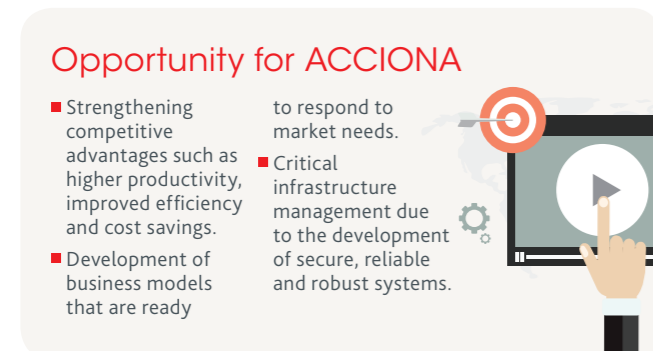 Opportunity for ACCIONA
Strengthening
competitive
advantages such as
higher productivity,
improved efficiency
and cost savings.
Development of
business models
that are ready
to respond to
market needs.
Critical
infrastructure
management due
to the development
of secure, reliable
and robust systems.